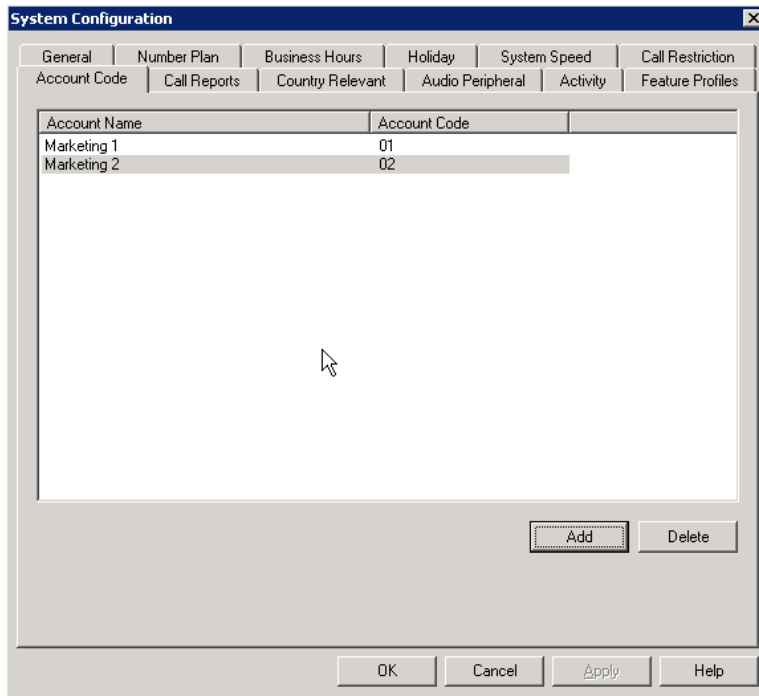 System Configuration
General Number Plan Business Hours Holiday System Speed Call Restriction
Account Code Call Reports Country Relevant Audio Peripheral Activity Feature Profiles
Account Name Account Code
Marketing 1 01
Marketing 2 02
Add Delete
OK Cancel Apply Help